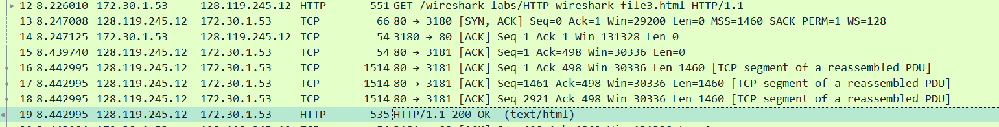 12 8.226010 172.30.1.53 128.119.245.12 HTTP 551 GET /wireshark-labs/HTTP-wireshark-file3.html HTTP/1.1
13 8.247008 128.119.245.12 172.30.1.53 TCP 66 80 → 3180 [SYN, ACK] Seq=0 Ack=1 Win=29200 Len=0 MSS=1460 SACK_PERM=1 WS=128
14 8.247125 172.30.1.53 128.119.245.12 TCP 54 3180 → 80 [ACK] Seq=1 Ack=1 Win=131328 Len=0
15 8.439740 128.119.245.12 172.30.1.53 TCP 54 80 → 3181 [ACK] Seq=1 Ack=498 Win=30336 Len=0
16 8.442995 128.119.245.12 172.30.1.53 TCP 1514 80 → 3181 [ACK] Seq=1 Ack=498 Win=30336 Len=1460 [TCP segment of a reassembled PDU]
17 8.442995 128.119.245.12 172.30.1.53 TCP 1514 80 → 3181 [ACK] Seq=1461 Ack=498 Win=30336 Len=1460 [TCP segment of a reassembled PDU]
18 8.442995 128.119.245.12 172.30.1.53 TCP 1514 80 → 3181 [ACK] Seq=2921 Ack=498 Win=30336 Len=1460 [TCP segment of a reassembled PDU]
19 8.442995 128.119.245.12 172.30.1.53 HTTP 535 HTTP/1.1 200 OK (text/html)